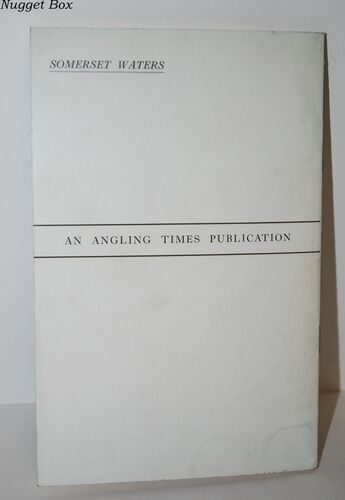 Nugget Box
SOMERSET WATERS
AN ANGLING TIMES PUBLICATION